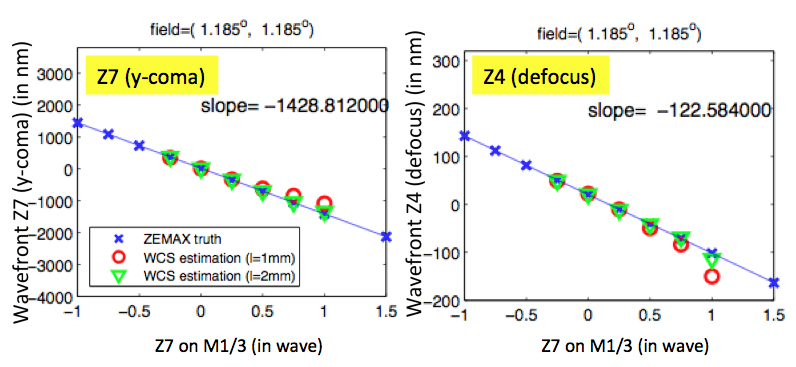 field=( 1.185°, 1.185°)
Z7 (y-coma)
slope= −1428.812000
Wavefront Z7 (y-coma) (in nm)
3000
2000
1000
0
−1000
−2000
−3000
−4000
ZEMAX truth
WCS estimation (l=1mm)
WCS estimation (l=2mm)
−1
−0.5
0
0.5
1
1.5
Z7 on M1/3 (in wave)
field=( 1.185°, 1.185°)
Z4 (defocus)
slope= −122.584000
Wavefront Z4 (defocus) (in nm)
300
200
100
0
−100
−200
−1
−0.5
0
0.5
1
1.5
Z7 on M1/3 (in wave)